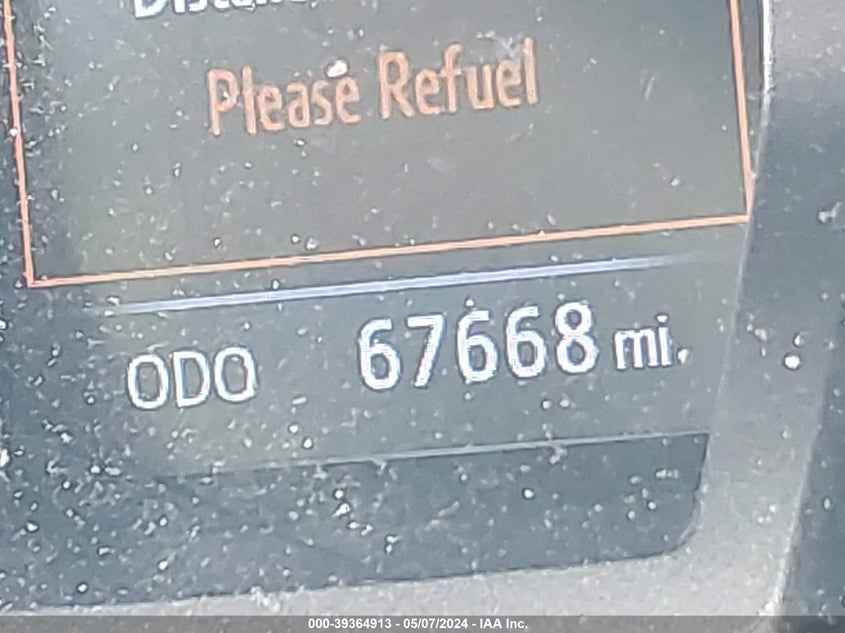 Please Refuel
ODO 67668 mi.
000-39364913 - 05/07/2024 - IAA Inc.